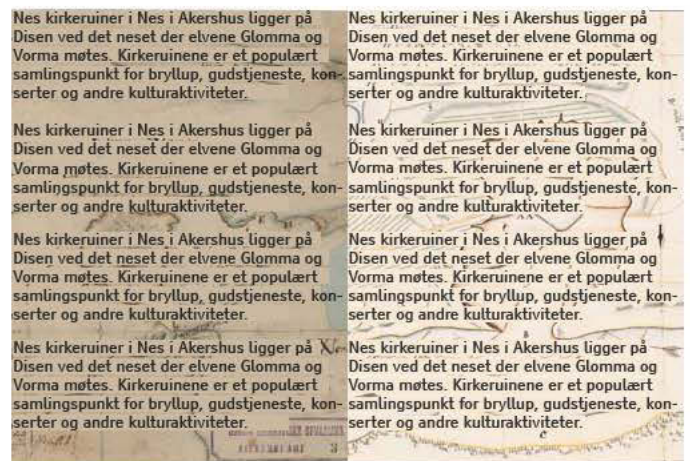 Nes kirkeruiner i Nes i Akershus ligger på
Disen ved det neset der elvene Glomma og
Vorma møtes. Kirkeruinene er et populært
samlingspunkt for bryllup, gudstjeneste, kon-
serter og andre kulturaktiviteter.
Nes kirkeruiner i Nes i Akershus ligger på
Disen ved det neset der elvene Glomma og
Vorma møtes. Kirkeruinene er et populært
samlingspunkt for bryllup, gudstjeneste, kon-
serter og andre kulturaktiviteter.
Nes kirkeruiner i Nes i Akershus ligger på
Disen ved det neset der elvene Glomma og
Vorma møtes. Kirkeruinene er et populært
samlingspunkt for bryllup, gudstjeneste, kon-
serter og andre kulturaktiviteter.
Nes kirkeruiner i Nes i Akershus ligger på
Disen ved det neset der elvene Glomma og
Vorma møtes. Kirkeruinene er et populært
samlingspunkt for bryllup, gudstjeneste, kon-
serter og andre kulturaktiviteter.
Nes kirkeruiner i Nes i Akershus ligger på
Disen ved det neset der elvene Glomma og
Vorma møtes. Kirkeruinene er et populært
samlingspunkt for bryllup, gudstjeneste, kon-
serter og andre kulturaktiviteter.
Nes kirkeruiner i Nes i Akershus ligger på
Disen ved det neset der elvene Glomma og
Vorma møtes. Kirkeruinene er et populært
samlingspunkt for bryllup, gudstjeneste, kon-
serter og andre kulturaktiviteter.
Nes kirkeruiner i Nes i Akershus ligger på
Disen ved det neset der elvene Glomma og
Vorma møtes. Kirkeruinene er et populært
samlingspunkt for bryllup, gudstjeneste, kon-
serter og andre kulturaktiviteter.
Nes kirkeruiner i Nes i Akershus ligger på
Disen ved det neset der elvene Glomma og
Vorma møtes. Kirkeruinene er et populært
samlingspunkt for bryllup, gudstjeneste, kon-
serter og andre kulturaktiviteter.